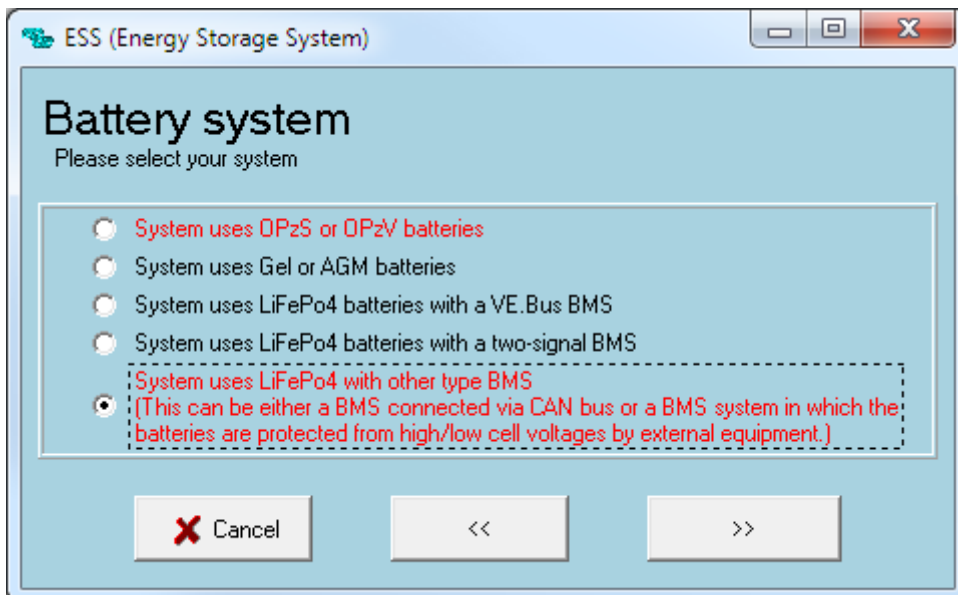 ESS (Energy Storage System)
Battery system
Please select your system
System uses OPzS or OPzV batteries
System uses Gel or AGM batteries
System uses LiFePo4 batteries with a VE.Bus BMS
System uses LiFePo4 batteries with a two-signal BMS
System uses LiFePo4 with other type BMS
(This can be either a BMS connected via CAN bus or a BMS system in which the
batteries are protected from high/low cell voltages by external equipment.)
Cancel
<<
>>